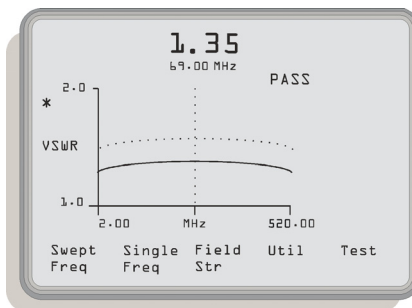 1.35
69.00 MHz
PASS
2.0
*
VSWR
1.0
2.00 MHz 520.00
Swept Single Field Util Test
Freq Freq Str